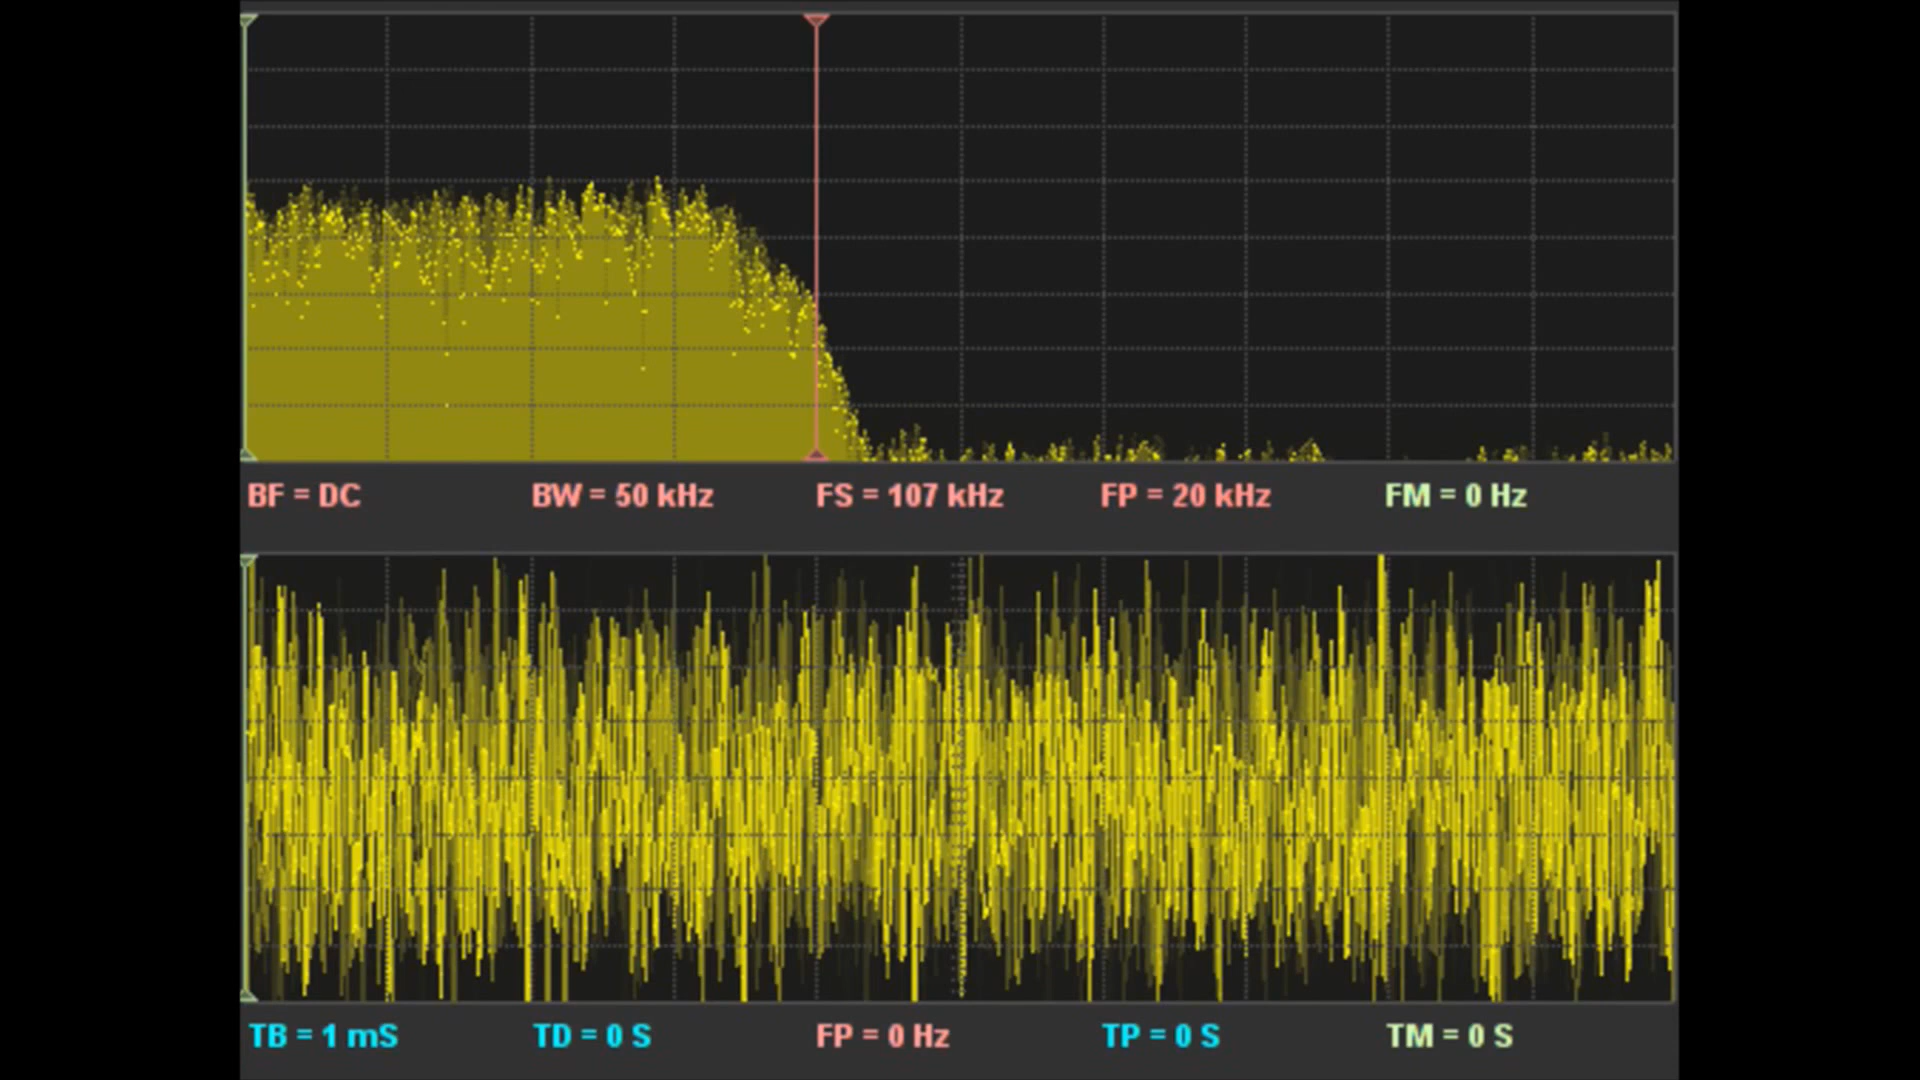 BF = DC BW = 50 kHz FS = 107 kHz FP = 20 kHz FM = 0 Hz
TB = 1 mS TD = 0 S FP = 0 Hz TP = 0 S TM = 0 S